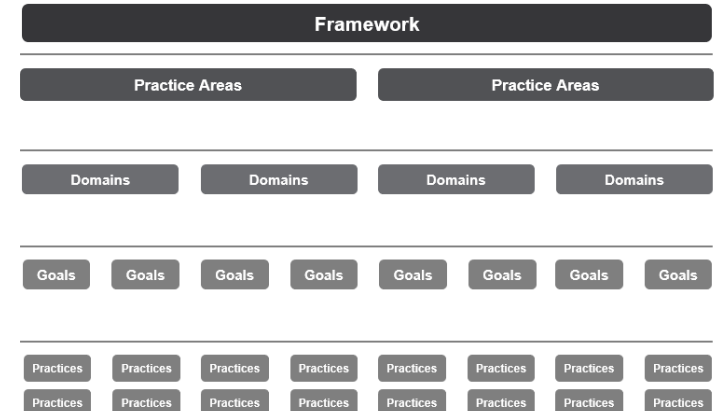 Framework
Practice Areas Practice Areas
Domains Domains Domains Domains
Goals Goals Goals Goals Goals Goals Goals Goals
Practices Practices Practices Practices Practices Practices Practices Practices
Practices Practices Practices Practices Practices Practices Practices Practices